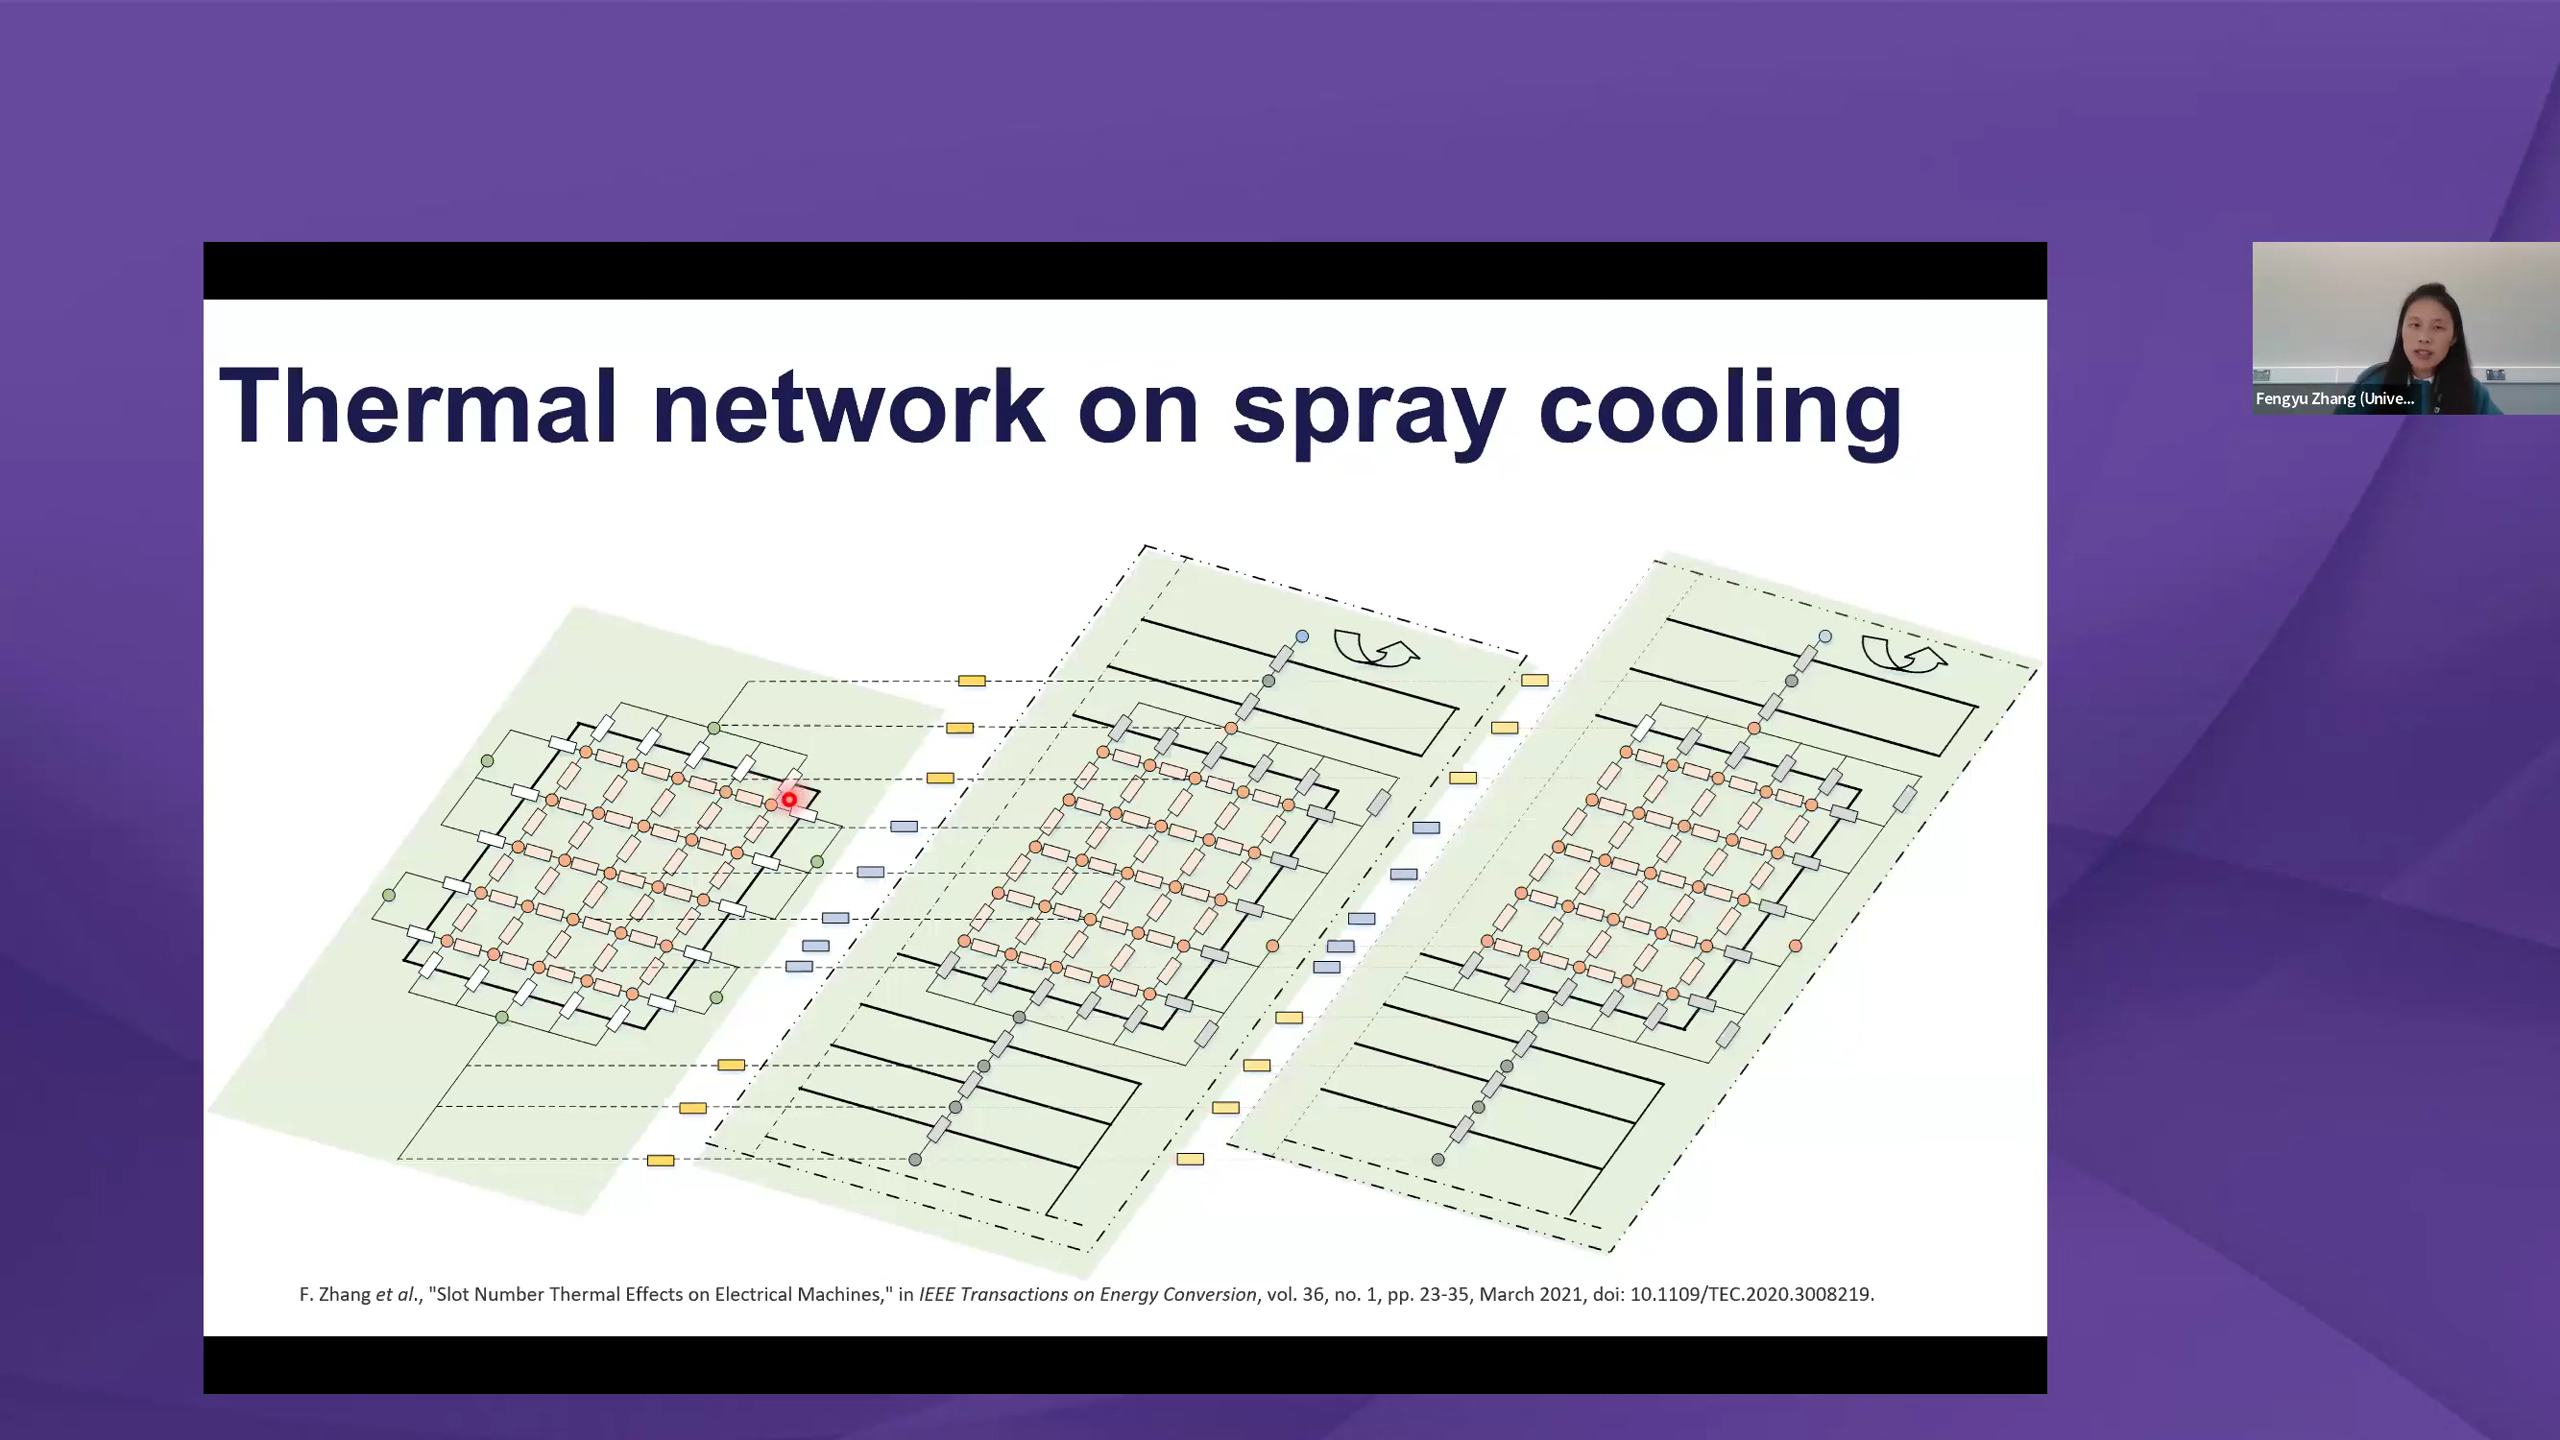 Thermal network on spray cooling
Fengyu Zhang (Unive...
F. Zhang et al., "Slot Number Thermal Effects on Electrical Machines," in IEEE Transactions on Energy Conversion, vol. 36, no. 1, pp. 23-35, March 2021, doi: 10.1109/TEC.2020.3008219.